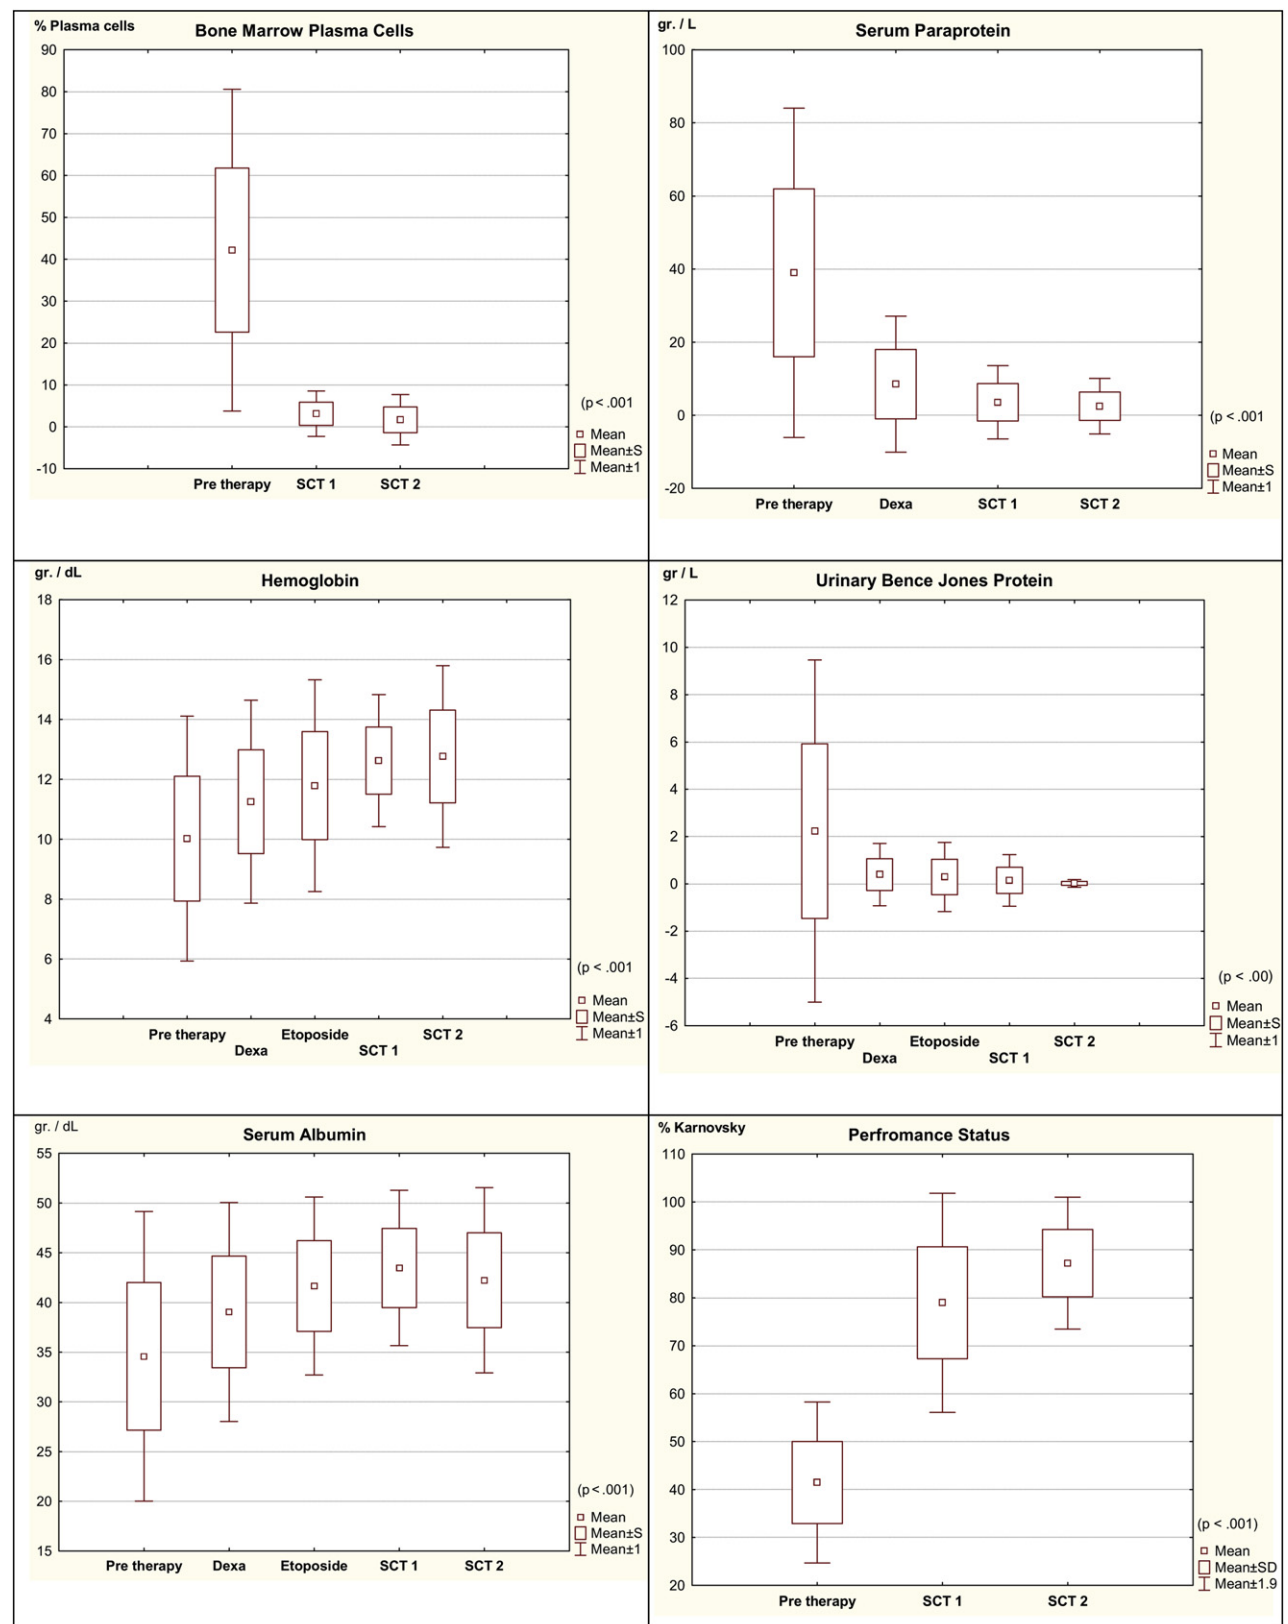 % Plasma cells
Bone Marrow Plasma Cells
90
80
70
60
50
40
30
20
10
0
-10
Pre therapy SCT 1 SCT 2
(p < .001
Mean
Mean±S
Mean±1
gr. / L
Serum Paraprotein
100
80
60
40
20
0
-20
Pre therapy Dexa SCT 1 SCT 2
(p < .001
Mean
Mean±S
Mean±1
gr. / dL
Hemoglobin
18
16
14
12
10
8
6
4
Pre therapy Etoposide SCT 2
Dexa SCT 1
(p < .001
Mean
Mean±S
Mean±1
gr / L
Urinary Bence Jones Protein
12
10
8
6
4
2
0
-2
-4
-6
Pre therapy Etoposide SCT 2
Dexa SCT 1
(p < .00)
Mean
Mean±S
Mean±1
gr. / dL
Serum Albumin
55
50
45
40
35
30
25
20
15
Pre therapy Dexa Etoposide SCT 1 SCT 2
(p < .001)
Mean
Mean±S
Mean±1
% Karnovsky
Perfromance Status
110
100
90
80
70
60
50
40
30
20
Pre therapy SCT 1 SCT 2
(p < .001)
Mean
Mean±SD
Mean±1.9